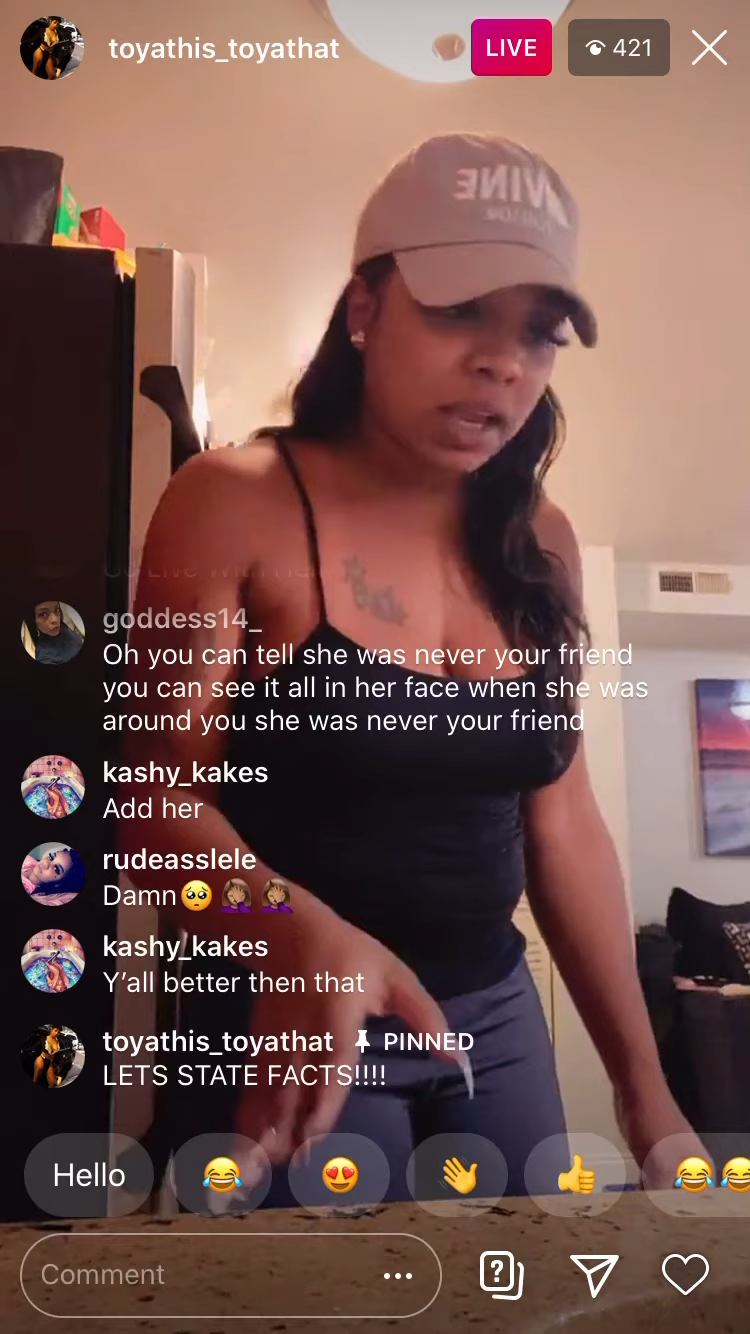 toyathis_toyathat
LIVE
421
goddess14_
Oh you can tell she was never your friend
you can see it all in her face when she was
around you she was never your friend
kashy_kakes
Add her
rudeasslele
Damn🥺 🤦🏾‍♀️ 🤦🏾‍♀️
kashy_kakes
Y’all better then that
toyathis_toyathat PINNED
LETS STATE FACTS!!!!
Hello 😂 😍 👋 👍 😂😂
Comment